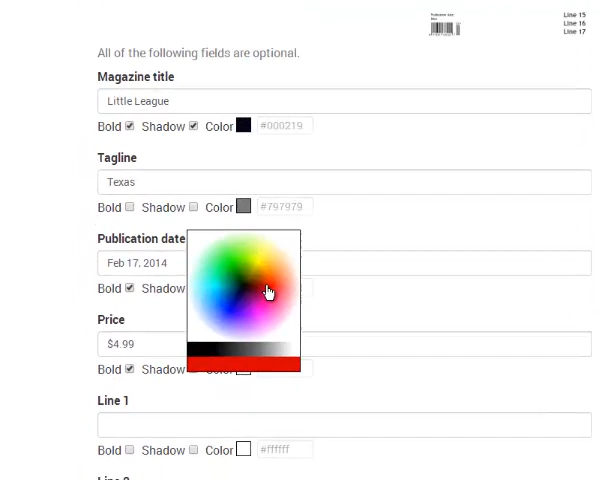 Line 15
Line 16
Line 17
All of the following fields are optional.
Magazine title
Little League
Bold Shadow Color #000219
Tagline
Texas
Bold Shadow Color #797979
Publication date
Feb 17, 2014
Bold Shadow
Price
$4.99
Bold Shadow Color
Line 1
Bold Shadow Color #ffffff